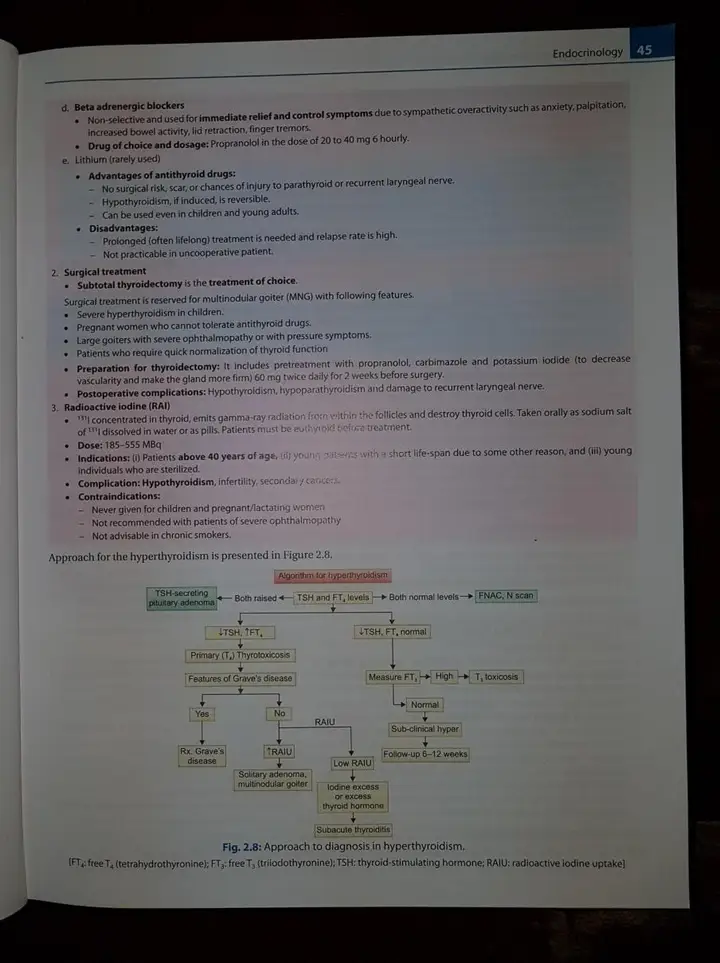 Endocrinology 45
d. Beta adrenergic blockers
• Non-selective and used for immediate relief and control symptoms due to sympathetic overactivity such as anxiety, palpitation,
increased bowel activity, lid retraction, finger tremors.
• Drug of choice and dosage: Propranolol in the dose of 20 to 40 mg 6 hourly.
e. Lithium (rarely used)
• Advantages of antithyroid drugs:
– No surgical risk, scar, or chances of injury to parathyroid or recurrent laryngeal nerve.
– Hypothyroidism, if induced, is reversible.
– Can be used even in children and young adults.
• Disadvantages:
– Prolonged (often lifelong) treatment is needed and relapse rate is high.
– Not practicable in uncooperative patient.
2. Surgical treatment
• Subtotal thyroidectomy is the treatment of choice.
Surgical treatment is reserved for multinodular goiter (MNG) with following features.
• Severe hyperthyroidism in children.
• Pregnant women who cannot tolerate antithyroid drugs.
• Large goiters with severe ophthalmopathy or with pressure symptoms.
• Patients who require quick normalization of thyroid function
• Preparation for thyroidectomy: It includes pretreatment with propranolol, carbimazole and potassium iodide (to decrease
vascularity and make the gland more firm) 60 mg twice daily for 2 weeks before surgery.
• Postoperative complications: Hypothyroidism, hypoparathyroidism and damage to recurrent laryngeal nerve.
3. Radioactive iodine (RAI)
• ¹³¹I concentrated in thyroid, emits gamma-ray radiation from within the follicles and destroy thyroid cells. Taken orally as sodium salt
of ¹³¹I dissolved in water or as pills. Patients must be euthyroid before treatment.
• Dose: 185–555 MBq
• Indications: (i) Patients above 40 years of age, (ii) young patients with a short life-span due to some other reason, and (iii) young
individuals who are sterilized.
• Complication: Hypothyroidism, infertility, secondary cancers.
• Contraindications:
– Never given for children and pregnant/lactating women
– Not recommended with patients of severe ophthalmopathy
– Not advisable in chronic smokers.
Approach for the hyperthyroidism is presented in Figure 2.8.
Algorithm for hyperthyroidism
TSH-secreting
pituitary adenoma
Both raised
TSH and FT₄ levels
Both normal levels
FNAC, N scan
↓TSH, ↑FT₄
↓TSH, FT₄ normal
Primary (T₄) Thyrotoxicosis
Features of Grave's disease
Measure FT₃
High
T₃ toxicosis
Yes
No
Normal
RAIU
Sub-clinical hyper
Rx. Grave's
disease
↑RAIU
Low RAIU
Follow-up 6–12 weeks
Solitary adenoma,
multinodular goiter
Iodine excess
or excess
thyroid hormone
Subacute thyroiditis
Fig. 2.8: Approach to diagnosis in hyperthyroidism.
[FT₄: free T₄ (tetrahydrothyronine); FT₃: free T₃ (triiodothyronine); TSH: thyroid-stimulating hormone; RAIU: radioactive iodine uptake]